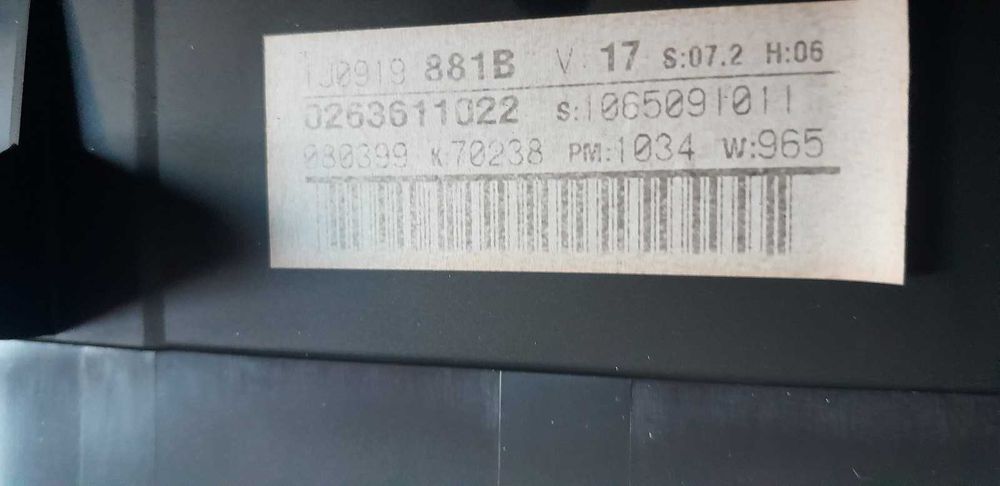 1J0919 881B V 17 S:07.2 H:06
0263611022 S:1065091011
080399 K:70238 PM:1034 W:965